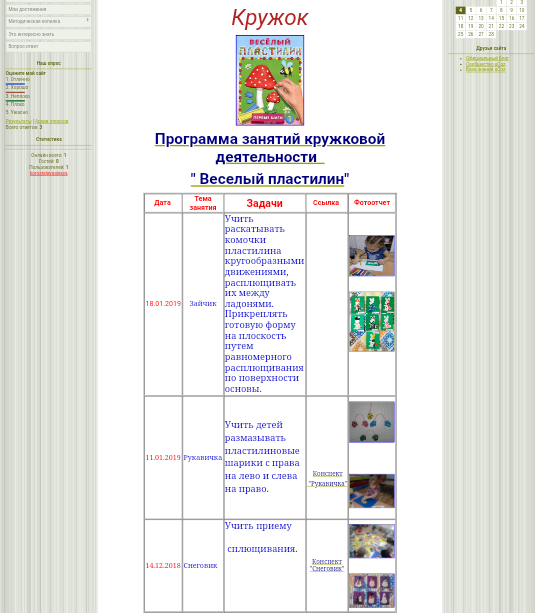 Мои достижения
Методическая копилка
Это интересно знать
Вопрос ответ
Наш опрос
Оцените мой сайт
1. Отлично
2. Хорошо
3. Неплохо
4. Плохо
5. Ужасно
Результаты | Архив опросов
Всего ответов: 3
Статистика
Онлайн всего: 1
Гостей: 0
Пользователей: 1
Кружок
ВЕСЁЛЫЙ
ПЛАСТИЛИН
ПЕРВЫЕ ШАГИ
Программа занятий кружковой
деятельности
" Веселый пластилин"
Дата
Тема
занятия
Задачи
Ссылка
Фотоотчет
18.01.2019
Зайчик
Учить
раскатывать
комочки
пластилина
кругообразными
движениями,
расплющивать
их между
ладонями.
Прикреплять
готовую форму
на плоскость
путем
равномерного
расплющивания
по поверхности
основы.
11.01.2019
Рукавичка
Учить детей
размазывать
пластилиновые
шарики с права
на лево и слева
на право.
Конспект
"Рукавичка"
14.12.2018
Снеговик
Учить приему
сплющивания.
Конспект
"Снеговик"
1 2 3
4 5 6 7 8 9 10
11 12 13 14 15 16 17
18 19 20 21 22 23 24
25 26 27 28
Друзья сайта
Официальный блог
Сообщество uCoz
База знаний uCoz